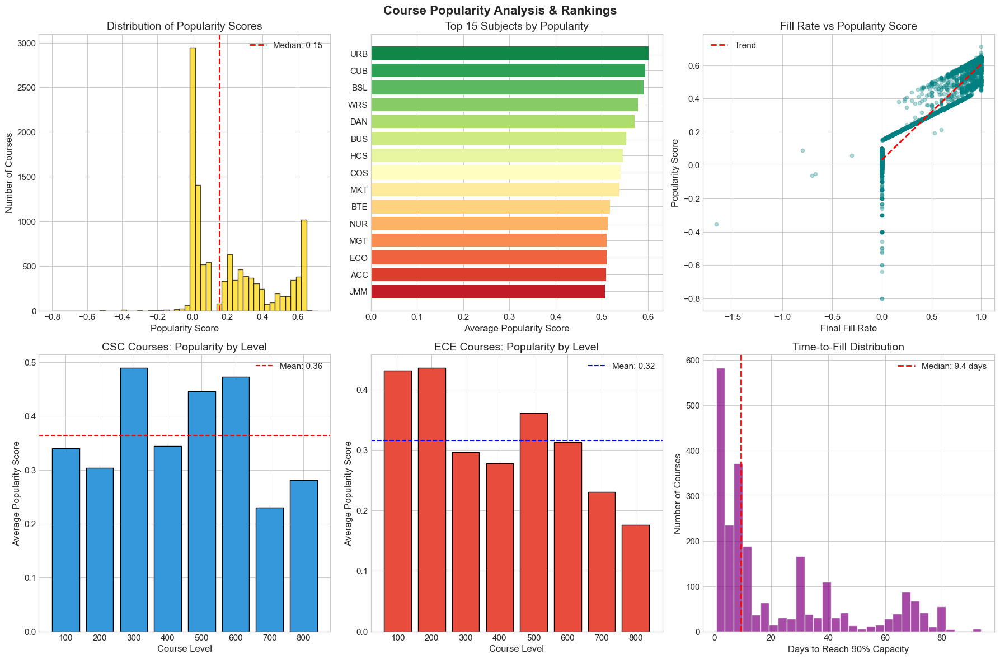 Course Popularity Analysis & Rankings
Distribution of Popularity Scores
Median: 0.15
Number of Courses
3000
2500
2000
1500
1000
500
0
−0.8 −0.6 −0.4 −0.2 0.0 0.2 0.4 0.6
Popularity Score
Top 15 Subjects by Popularity
URB
CUB
BSL
WRS
DAN
BUS
HCS
COS
MKT
BTE
NUR
MGT
ECO
ACC
JMM
0.0 0.1 0.2 0.3 0.4 0.5 0.6
Average Popularity Score
Fill Rate vs Popularity Score
Trend
Popularity Score
0.6
0.4
0.2
0.0
−0.2
−0.4
−0.6
−0.8
−1.5 −1.0 −0.5 0.0 0.5 1.0
Final Fill Rate
CSC Courses: Popularity by Level
Mean: 0.36
Average Popularity Score
0.5
0.4
0.3
0.2
0.1
0.0
100 200 300 400 500 600 700 800
Course Level
ECE Courses: Popularity by Level
Mean: 0.32
Average Popularity Score
0.4
0.3
0.2
0.1
0.0
100 200 300 400 500 600 700 800
Course Level
Time-to-Fill Distribution
Median: 9.4 days
Number of Courses
600
500
400
300
200
100
0
0 20 40 60 80
Days to Reach 90% Capacity